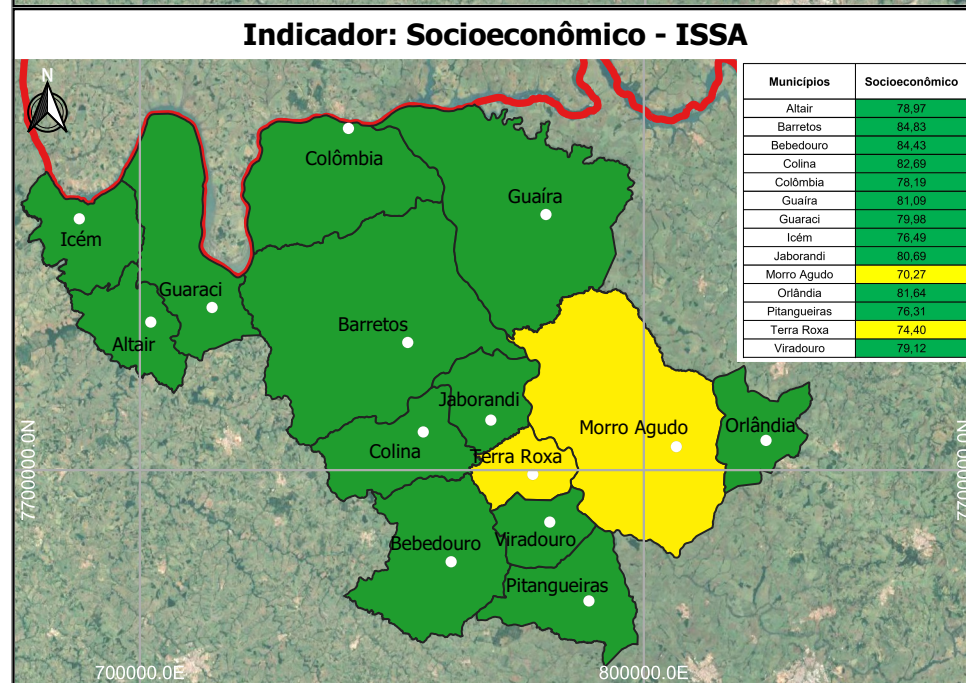 Indicador: Socioeconômico - ISSA
N
Municípios Socioeconômico
Altair 78,97
Barretos 84,83
Bebedouro 84,43
Colina 82,69
Colômbia 78,19
Guaíra 81,09
Guaraci 79,98
Icém 76,49
Jaborandi 80,69
Morro Agudo 70,27
Orlândia 81,64
Pitangueiras 76,31
Terra Roxa 74,40
Viradouro 79,12
Colômbia
Guaíra
Icém
Guaraci
Barretos
Altair
Jaborandi
Morro Agudo
Orlândia
Colina
Terra Roxa
Bebedouro
Viradouro
Pitangueiras
7700000.0N
7700000.0N
700000.0E
800000.0E